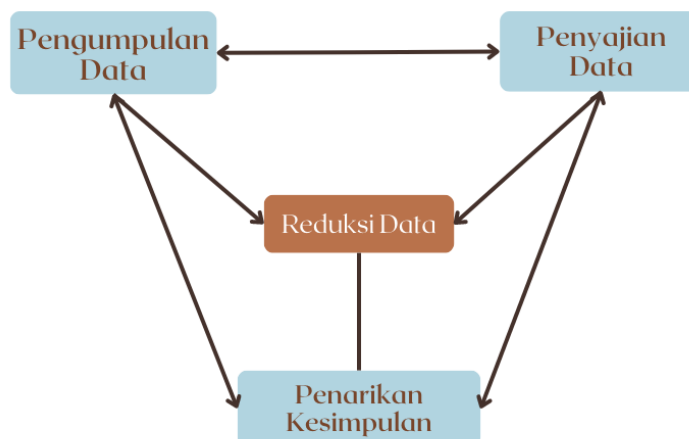 Pengumpulan
Data
Penyajian
Data
Reduksi Data
Penarikan
Kesimpulan